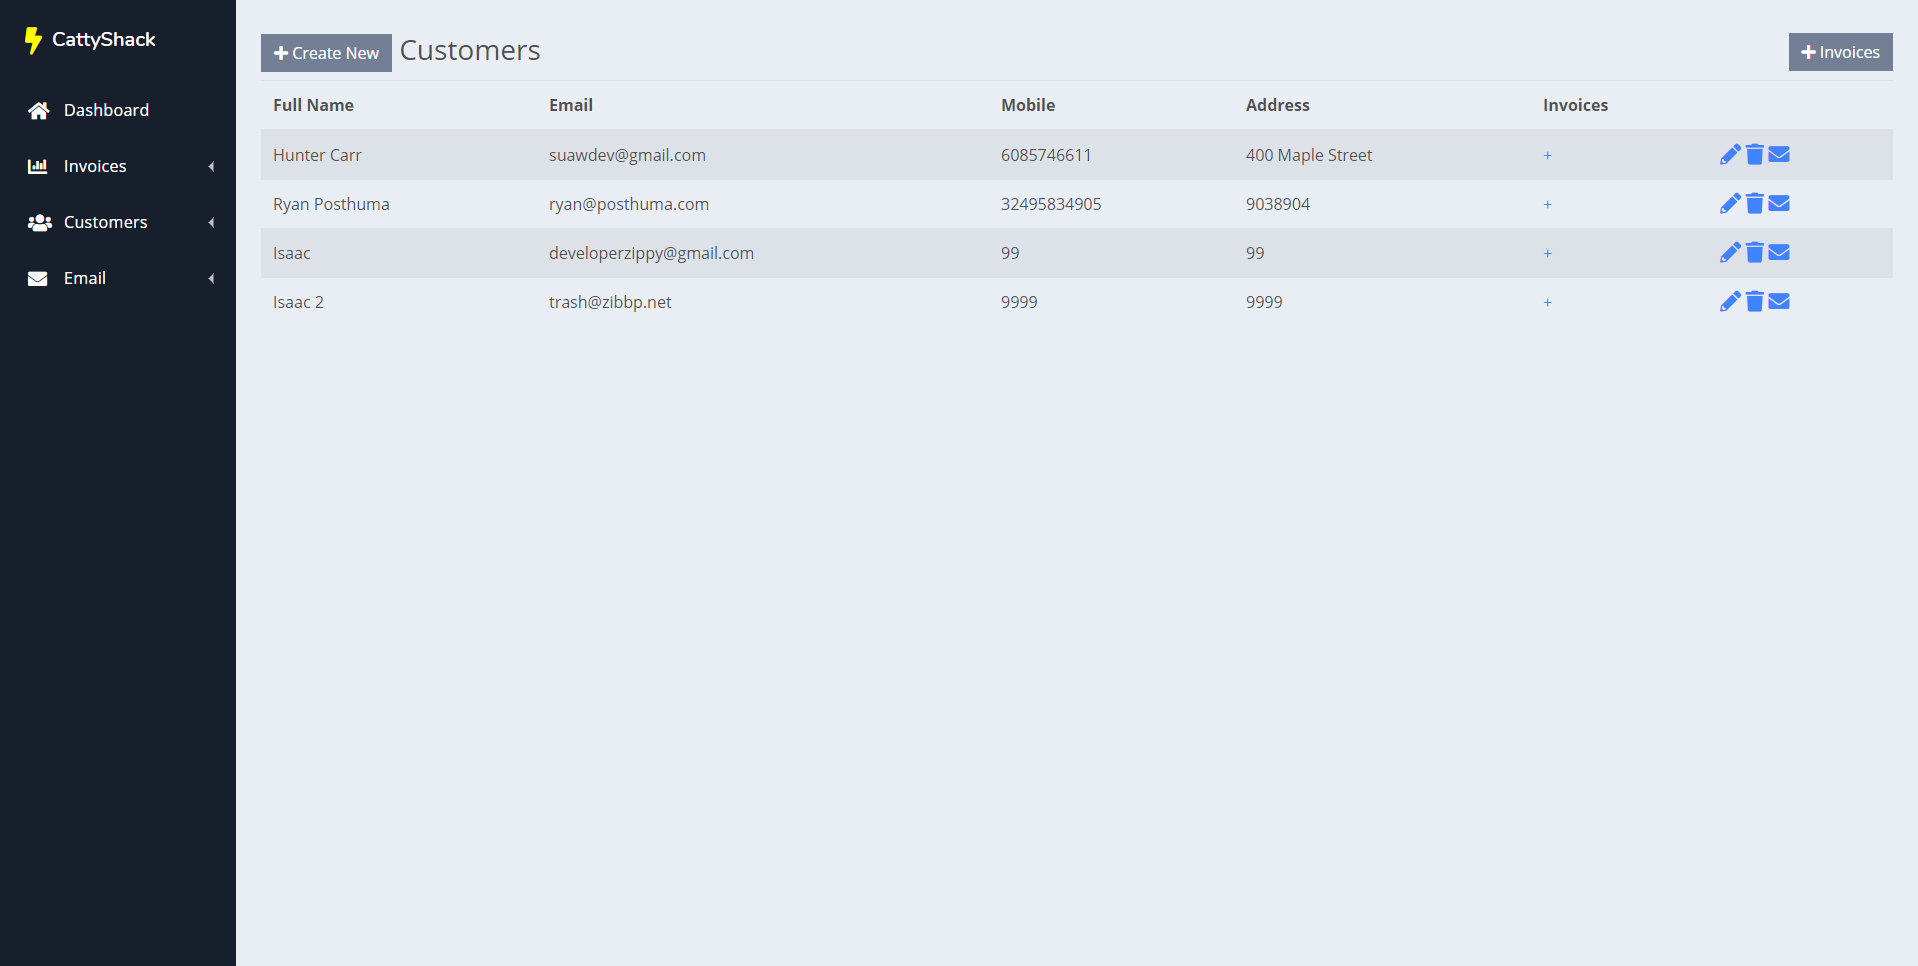 CattyShack
Dashboard
Invoices
Customers
Email
Create New Customers Invoices
Full Name Email Mobile Address Invoices
Hunter Carr suawdev@gmail.com 6085746611 400 Maple Street +
Ryan Posthuma ryan@posthuma.com 32495834905 9038904 +
Isaac developerzippy@gmail.com 99 99 +
Isaac 2 trash@zibbp.net 9999 9999 +